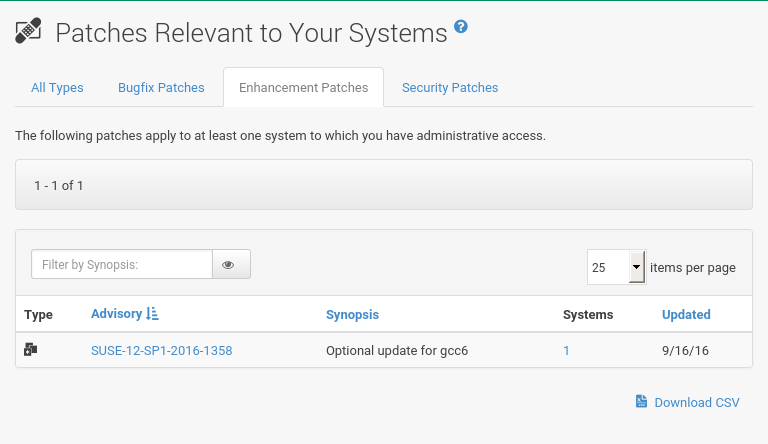 Patches Relevant to Your Systems ?
All Types Bugfix Patches Enhancement Patches Security Patches
The following patches apply to at least one system to which you have administrative access.
1 - 1 of 1
Filter by Synopsis: 25 items per page
Type Advisory Synopsis Systems Updated
SUSE-12-SP1-2016-1358 Optional update for gcc6 1 9/16/16
Download CSV